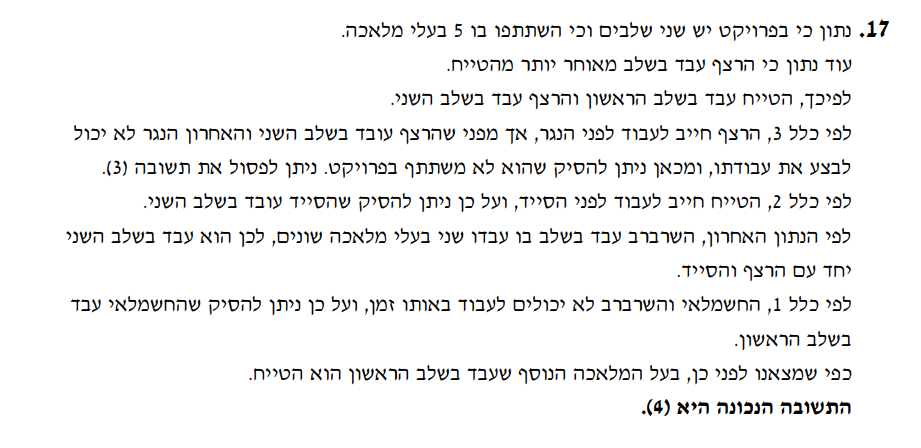 17. נתון כי בפרויקט יש שני שלבים וכי השתתפו בו 5 בעלי מלאכה.
עוד נתון כי הרצף עבד בשלב מאוחר יותר מהטייח.
לפיכך, הטייח עבד בשלב הראשון והרצף עבד בשלב השני.
לפי כלל 3, הרצף חייב לעבוד לפני הנגר, אך מפני שהרצף עובד בשלב השני והאחרון הנגר לא יכול
לבצע את עבודתו, ומכאן ניתן להסיק שהוא לא משתתף בפרויקט. ניתן לפסול את תשובה (3).
לפי כלל 2, הטייח חייב לעבוד לפני הסייד, ועל כן ניתן להסיק שהסייד עובד בשלב השני.
לפי הנתון האחרון, השרברב עבד בשלב בו עבדו שני בעלי מלאכה שונים, לכן הוא עבד בשלב השני
יחד עם הרצף והסייד.
לפי כלל 1, החשמלאי והשרברב לא יכולים לעבוד באותו זמן, ועל כן ניתן להסיק שהחשמלאי עבד
בשלב הראשון.
כפי שמצאנו לפני כן, בעל המלאכה הנוסף שעבד בשלב הראשון הוא הטייח.
התשובה הנכונה היא (4).